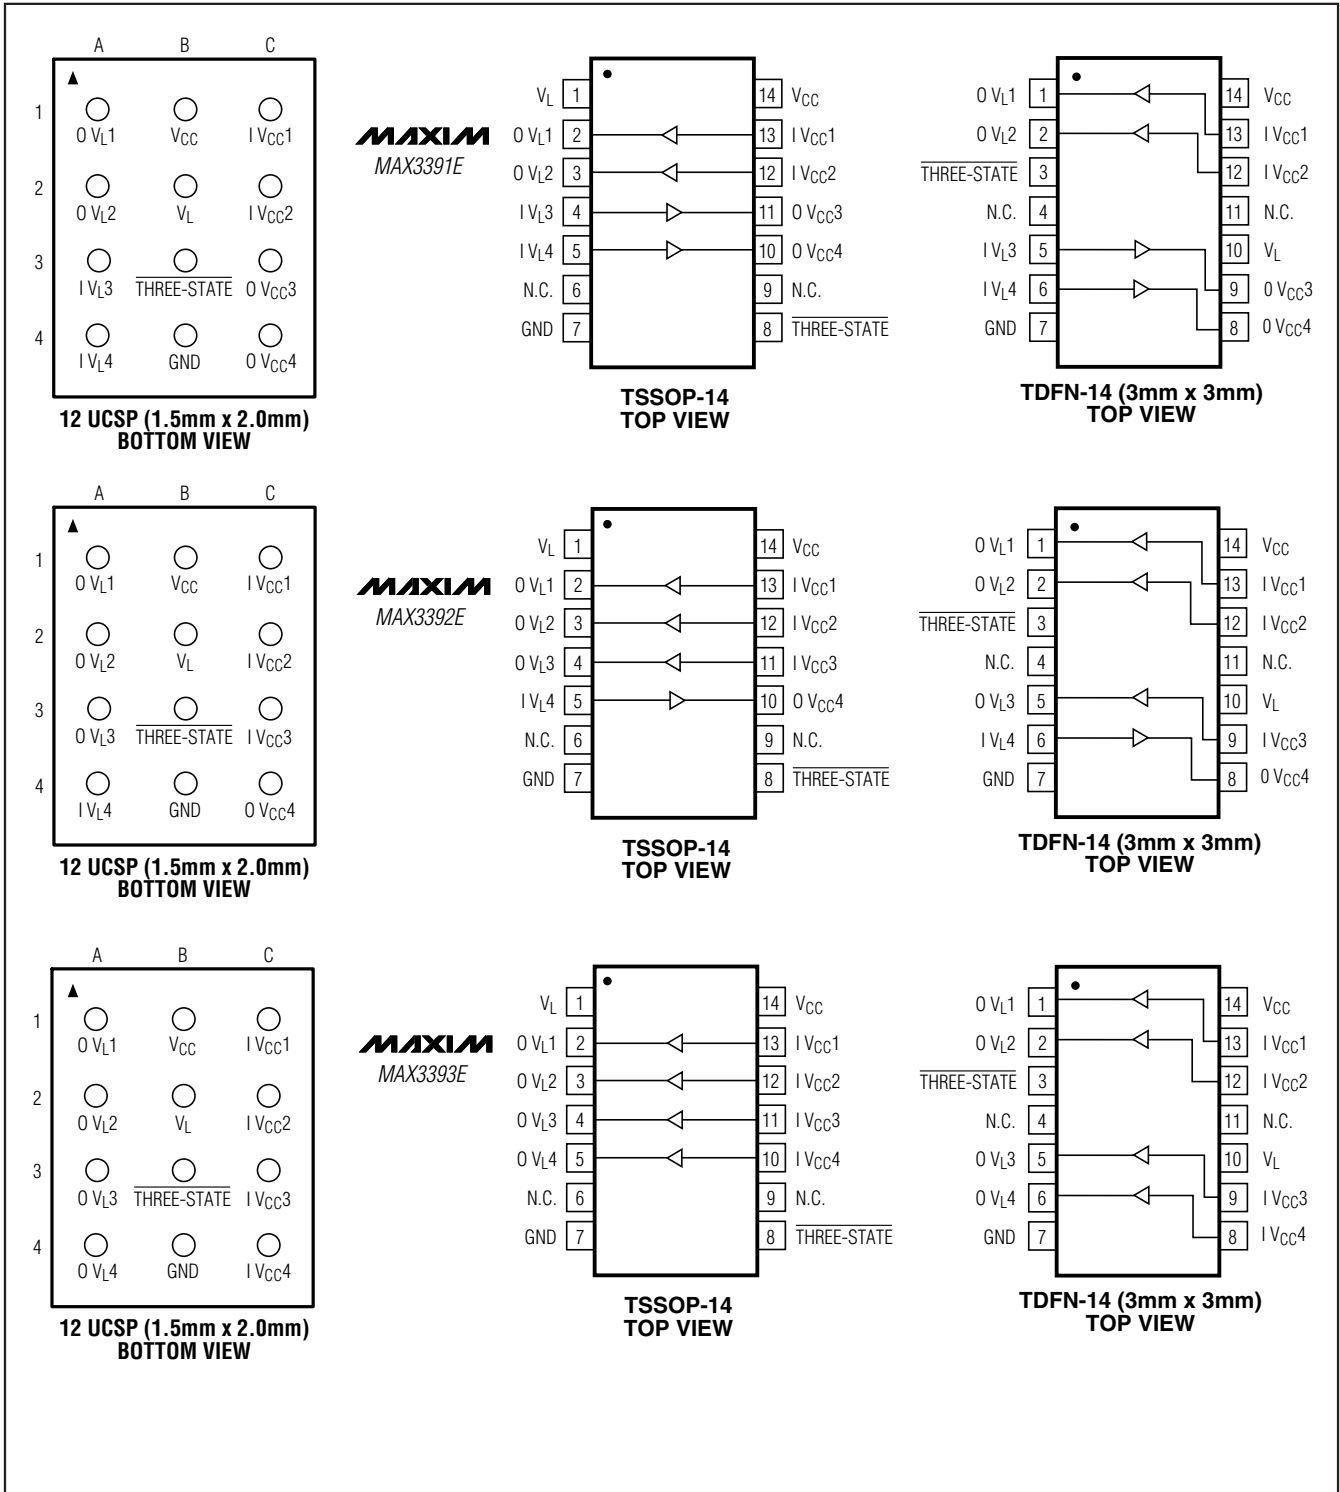 A B C
1
O VL1 VCC I VCC1
2
O VL2 VL I VCC2
3
I VL3 THREE-STATE O VCC3
4
I VL4 GND O VCC4
12 UCSP (1.5mm x 2.0mm)
BOTTOM VIEW
MAXIM
MAX3391E
VL 1 14 VCC
O VL1 2 13 I VCC1
O VL2 3 12 I VCC2
I VL3 4 11 O VCC3
I VL4 5 10 O VCC4
N.C. 6 9 N.C.
GND 7 8 THREE-STATE
TSSOP-14
TOP VIEW
O VL1 1 14 VCC
O VL2 2 13 I VCC1
THREE-STATE 3 12 I VCC2
N.C. 4 11 N.C.
I VL3 5 10 VL
I VL4 6 9 O VCC3
GND 7 8 O VCC4
TDFN-14 (3mm x 3mm)
TOP VIEW
A B C
1
O VL1 VCC I VCC1
2
O VL2 VL I VCC2
3
O VL3 THREE-STATE I VCC3
4
I VL4 GND O VCC4
12 UCSP (1.5mm x 2.0mm)
BOTTOM VIEW
MAXIM
MAX3392E
VL 1 14 VCC
O VL1 2 13 I VCC1
O VL2 3 12 I VCC2
O VL3 4 11 I VCC3
I VL4 5 10 O VCC4
N.C. 6 9 N.C.
GND 7 8 THREE-STATE
TSSOP-14
TOP VIEW
O VL1 1 14 VCC
O VL2 2 13 I VCC1
THREE-STATE 3 12 I VCC2
N.C. 4 11 N.C.
O VL3 5 10 VL
I VL4 6 9 I VCC3
GND 7 8 O VCC4
TDFN-14 (3mm x 3mm)
TOP VIEW
A B C
1
O VL1 VCC I VCC1
2
O VL2 VL I VCC2
3
O VL3 THREE-STATE I VCC3
4
O VL4 GND I VCC4
12 UCSP (1.5mm x 2.0mm)
BOTTOM VIEW
MAXIM
MAX3393E
VL 1 14 VCC
O VL1 2 13 I VCC1
O VL2 3 12 I VCC2
O VL3 4 11 I VCC3
O VL4 5 10 I VCC4
N.C. 6 9 N.C.
GND 7 8 THREE-STATE
TSSOP-14
TOP VIEW
O VL1 1 14 VCC
O VL2 2 13 I VCC1
THREE-STATE 3 12 I VCC2
N.C. 4 11 N.C.
O VL3 5 10 VL
O VL4 6 9 I VCC3
GND 7 8 I VCC4
TDFN-14 (3mm x 3mm)
TOP VIEW